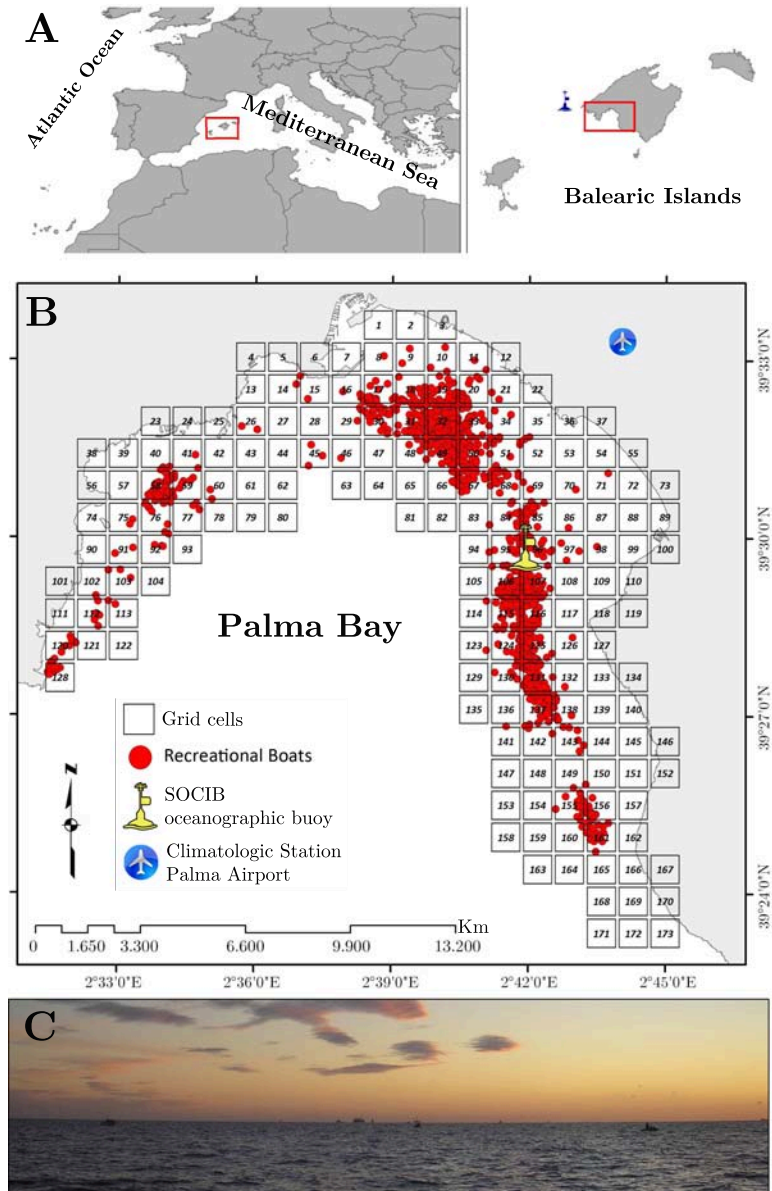 A
Atlantic Ocean
Mediterranean Sea
Balearic Islands
B
1 2 3
4 5 6 7 8 9 10 11 12
39°33'0"N
13 14 15 16 17 18 19 20 21 22
23 24 25 26 27 28 29 30 31 32 33 34 35 36 37
38 39 40 41 42 43 44 45 46 47 48 49 50 51 52 53 54 55
56 57 58 59 60 61 62 63 64 65 66 67 68 69 70 71 72 73
74 75 76 77 78 79 80 81 82 83 84 85 86 87 88 89
39°30'0"N
90 91 92 93 94 95 96 97 98 99 100
101 102 103 104 105 106 107 108 109 110
111 112 113 114 115 116 117 118 119
Palma Bay
120 121 122 123 124 125 126 127
128 129 130 131 132 133 134
135 136 137 138 139 140
39°27'0"N
141 142 143 144 145 146
147 148 149 150 151 152
153 154 155 156 157
158 159 160 161 162
163 164 165 166 167
39°24'0"N
168 169 170
171 172 173
Grid cells
Recreational Boats
SOCIB
oceanographic buoy
Climatologic Station
Palma Airport
N
Km
0 1.650 3.300 6.600 9.900 13.200
2°33'0"E 2°36'0"E 2°39'0"E 2°42'0"E 2°45'0"E
C